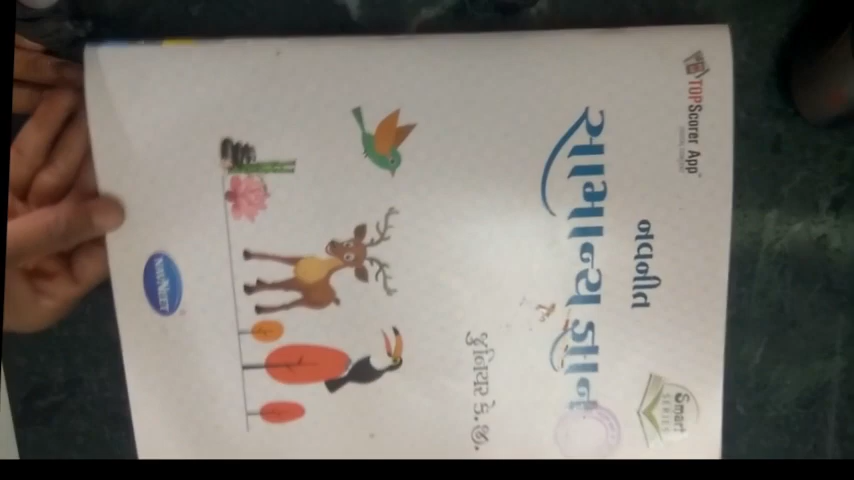 TOPScorer App
નવનીત
Smart
SERIES
સામાન્ય જ્ઞાન
જુનિયર કે. જી.
NAVNEET